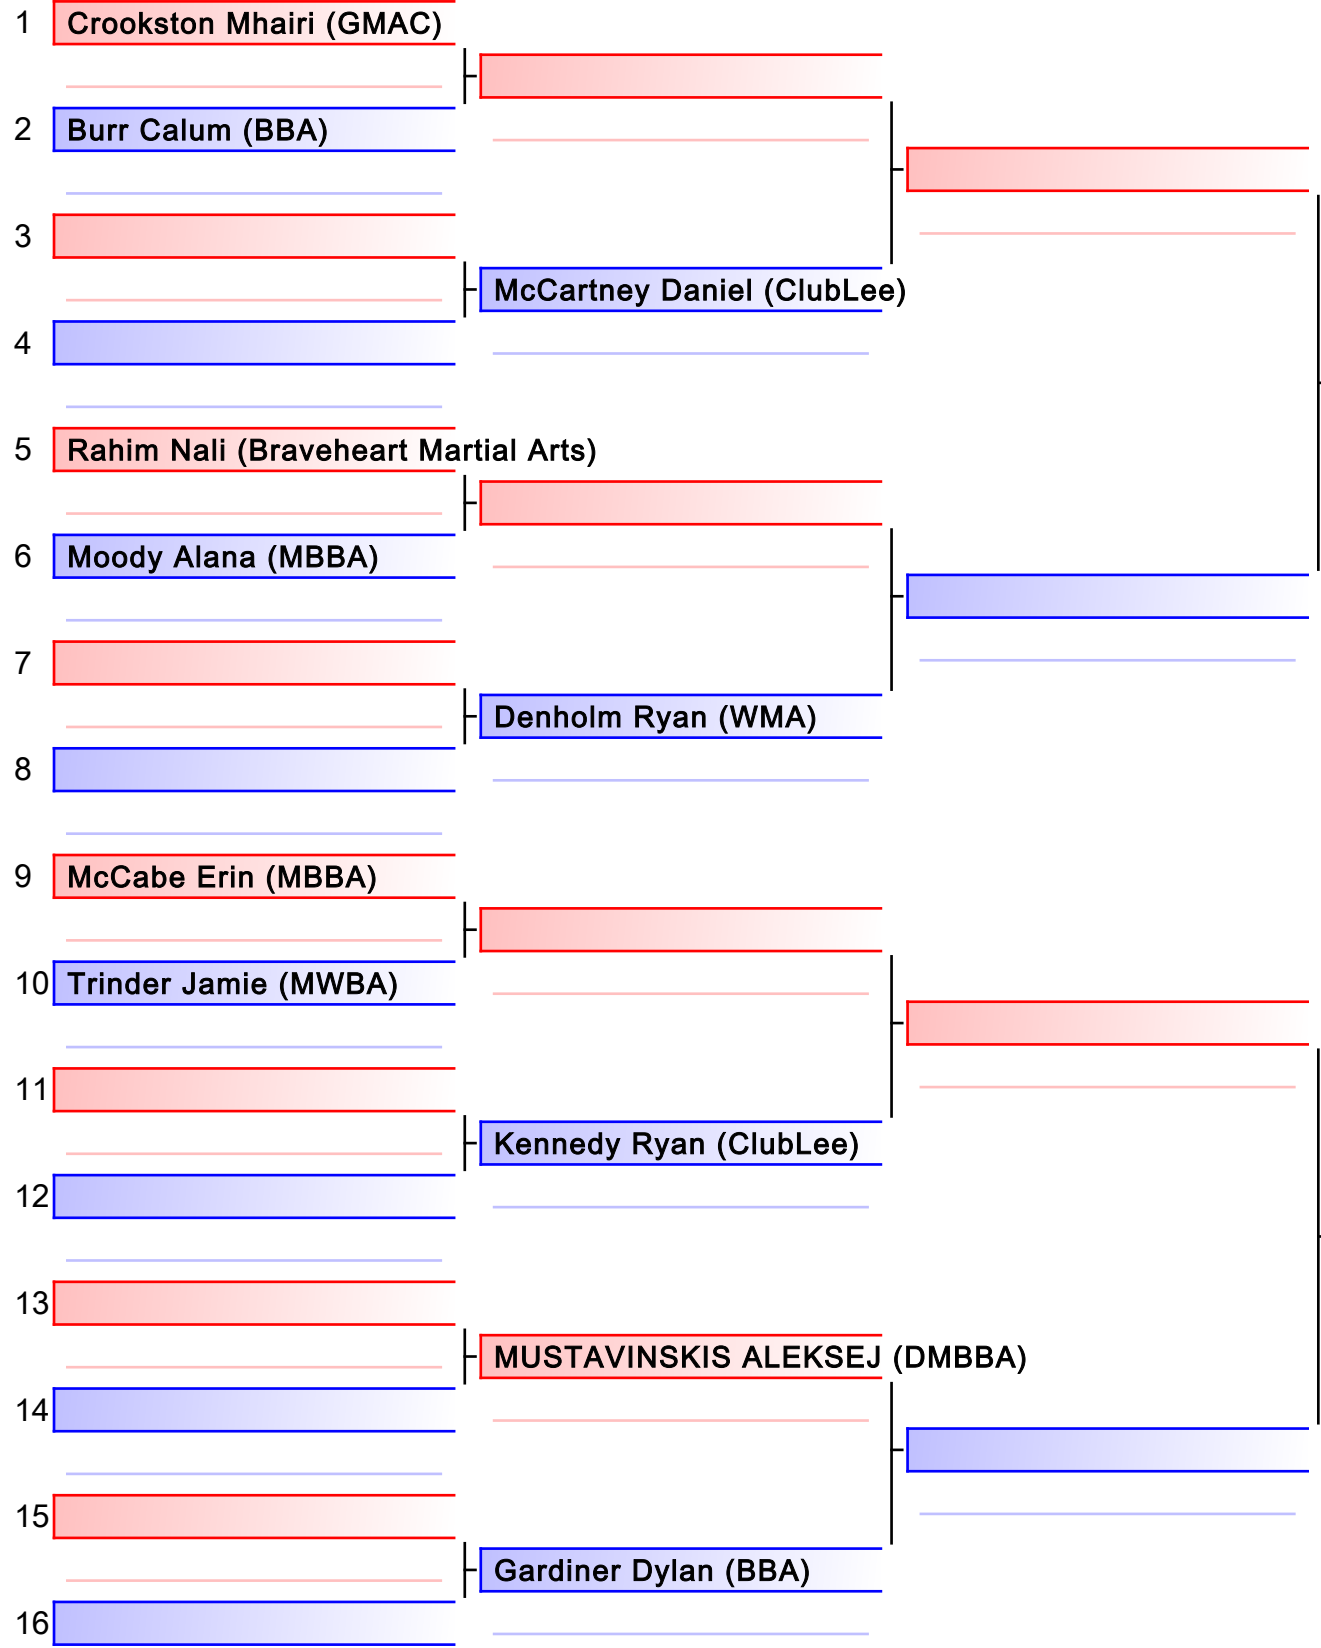 1 Crookston Mhairi (GMAC)
2 Burr Calum (BBA)
3
McCartney Daniel (ClubLee)
4
5 Rahim Nali (Braveheart Martial Arts)
6 Moody Alana (MBBA)
7
Denholm Ryan (WMA)
8
9 McCabe Erin (MBBA)
10 Trinder Jamie (MWBA)
11
Kennedy Ryan (ClubLee)
12
13
MUSTAVINSKIS ALEKSEJ (DMBBA)
14
15
Gardiner Dylan (BBA)
16